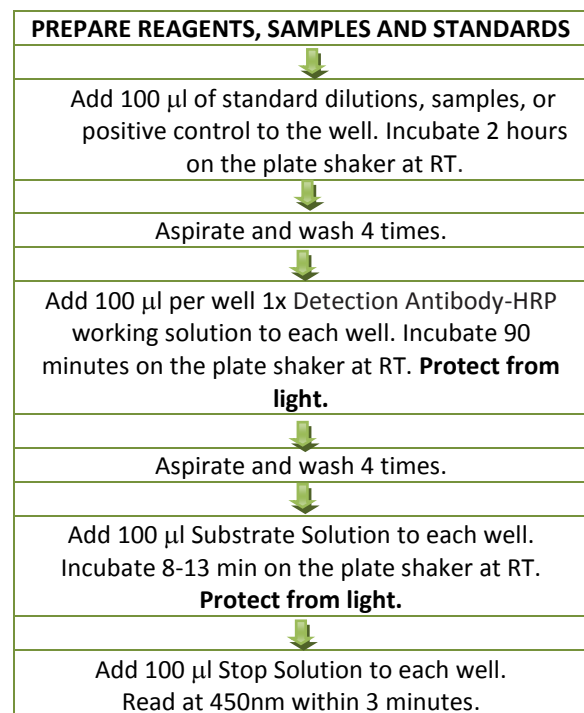 PREPARE REAGENTS, SAMPLES AND STANDARDS
Add 100 μl of standard dilutions, samples, or
positive control to the well. Incubate 2 hours
on the plate shaker at RT.
Aspirate and wash 4 times.
Add 100 μl per well 1x Detection Antibody-HRP
working solution to each well. Incubate 90
minutes on the plate shaker at RT. Protect from
light.
Aspirate and wash 4 times.
Add 100 μl Substrate Solution to each well.
Incubate 8-13 min on the plate shaker at RT.
Protect from light.
Add 100 μl Stop Solution to each well.
Read at 450nm within 3 minutes.